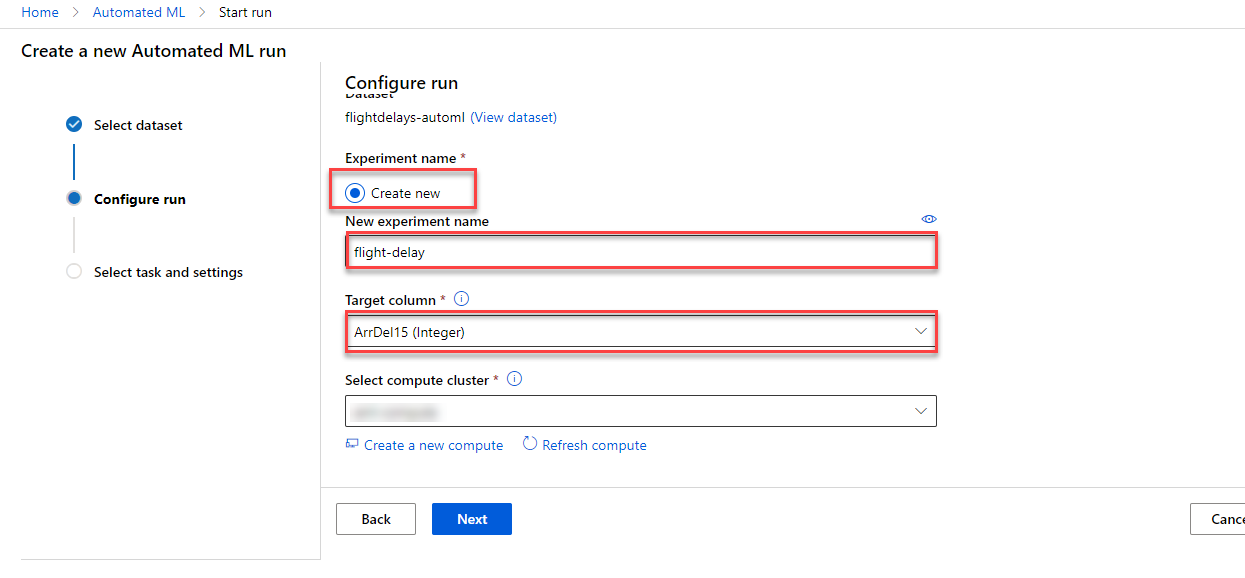 Home > Automated ML > Start run
Create a new Automated ML run
Select dataset
Configure run
Select task and settings
Configure run
Dataset
flightdelays-automl (View dataset)
Experiment name *
Create new
New experiment name
flight-delay
Target column *
ArrDel15 (Integer)
Select compute cluster *
Create a new compute Refresh compute
Back Next Cance